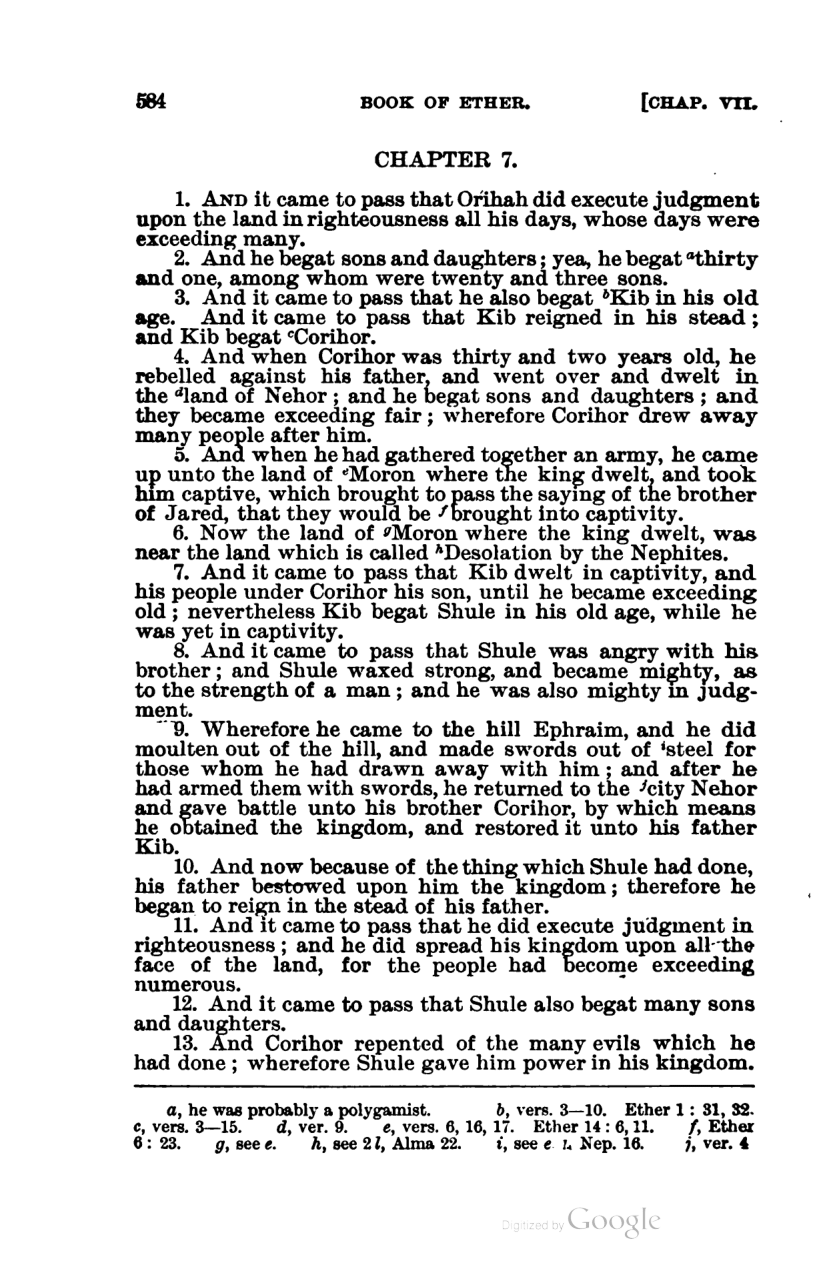 584 BOOK OF ETHER. [CHAP. VII.
CHAPTER 7.
1. AND it came to pass that Orihah did execute judgment
upon the land in righteousness all his days, whose days were
exceeding many.
2. And he begat sons and daughters; yea, he begat ᵃthirty
and one, among whom were twenty and three sons.
3. And it came to pass that he also begat ᵇKib in his old
age. And it came to pass that Kib reigned in his stead;
and Kib begat ᶜCorihor.
4. And when Corihor was thirty and two years old, he
rebelled against his father, and went over and dwelt in
the ᵈland of Nehor; and he begat sons and daughters; and
they became exceeding fair; wherefore Corihor drew away
many people after him.
5. And when he had gathered together an army, he came
up unto the land of ᵉMoron where the king dwelt, and took
him captive, which brought to pass the saying of the brother
of Jared, that they would be ᶠbrought into captivity.
6. Now the land of ᵍMoron where the king dwelt, was
near the land which is called ʰDesolation by the Nephites.
7. And it came to pass that Kib dwelt in captivity, and
his people under Corihor his son, until he became exceeding
old; nevertheless Kib begat Shule in his old age, while he
was yet in captivity.
8. And it came to pass that Shule was angry with his
brother; and Shule waxed strong, and became mighty, as
to the strength of a man; and he was also mighty in judg-
ment.
9. Wherefore he came to the hill Ephraim, and he did
moulten out of the hill, and made swords out of ⁱsteel for
those whom he had drawn away with him; and after he
had armed them with swords, he returned to the ʲcity Nehor
and gave battle unto his brother Corihor, by which means
he obtained the kingdom, and restored it unto his father
Kib.
10. And now because of the thing which Shule had done,
his father bestowed upon him the kingdom; therefore he
began to reign in the stead of his father.
11. And it came to pass that he did execute judgment in
righteousness; and he did spread his kingdom upon all the
face of the land, for the people had become exceeding
numerous.
12. And it came to pass that Shule also begat many sons
and daughters.
13. And Corihor repented of the many evils which he
had done; wherefore Shule gave him power in his kingdom.
a, he was probably a polygamist. b, vers. 3—10. Ether 1: 31, 32.
c, vers. 3—15. d, ver. 9. e, vers. 6, 16, 17. Ether 14: 6, 11. f, Ether
6: 23. g, see e. h, see 2 l, Alma 22. i, see e Nep. 16. j, ver. 4
Digitized by Google